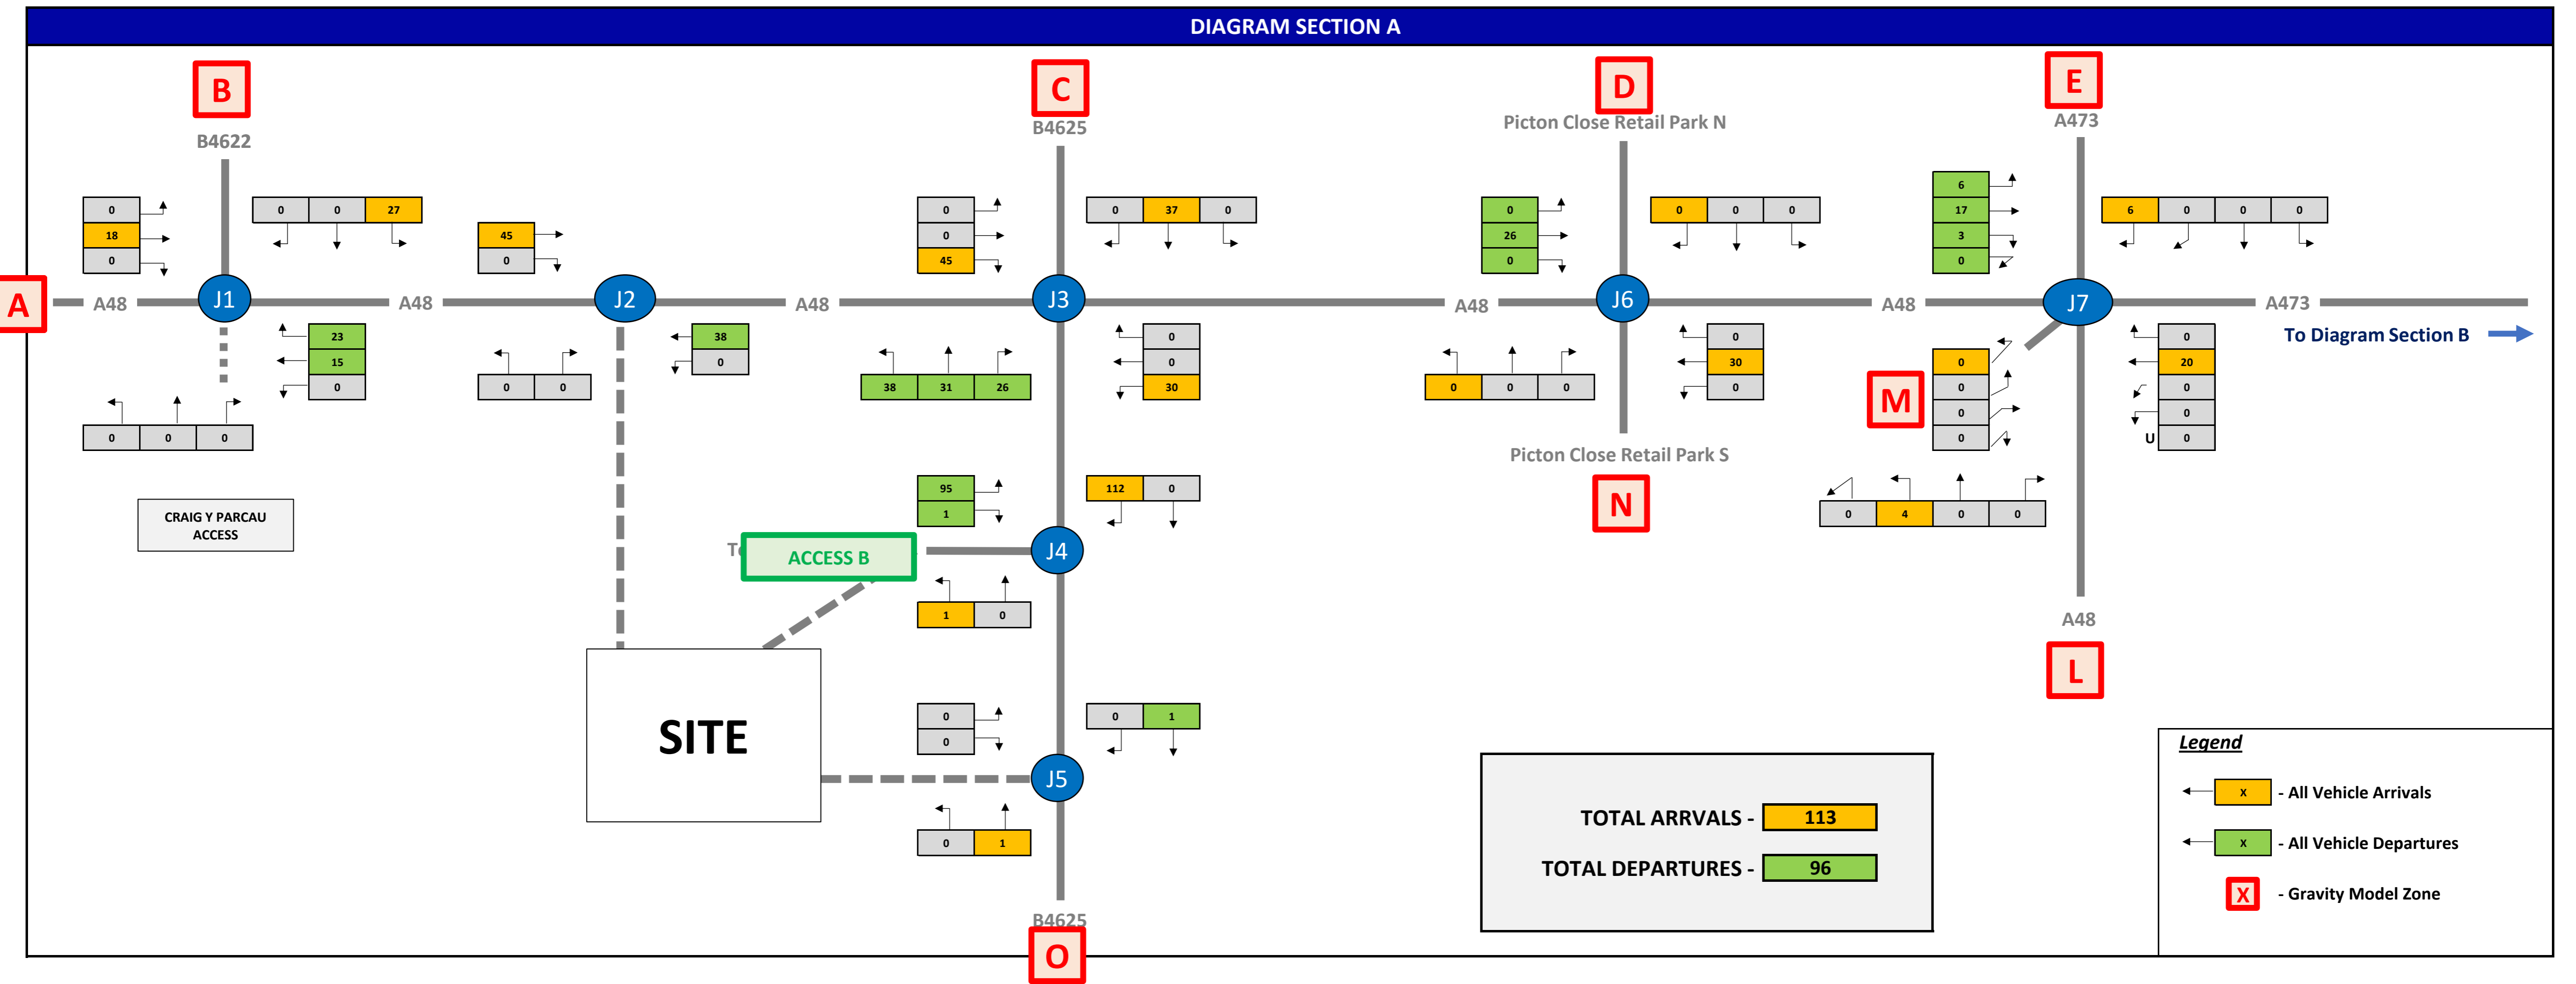 DIAGRAM SECTION A
B
C
D
E
B4622
B4625
Picton Close Retail Park N
A473
0
18
0
0 0 27
45
0
0
0
45
0 37 0
0
26
0
0 0 0
6
17
3
0
6 0 0 0
A
A48
J1
A48
J2
A48
J3
A48
J6
A48
J7
A473
To Diagram Section B
23
15
0
0 0 0
0 0
38
0
38 31 26
0
0
30
0 0 0
0
30
0
M
0
0
0
0
0
20
0
0
U 0
0 4 0 0
Picton Close Retail Park S
N
A48
L
CRAIG Y PARCAU
ACCESS
95
1
112 0
ACCESS B
J4
1 0
SITE
0
0
0 1
J5
0 1
B4625
O
TOTAL ARRVALS - 113
TOTAL DEPARTURES - 96
Legend
x - All Vehicle Arrivals
x - All Vehicle Departures
X - Gravity Model Zone